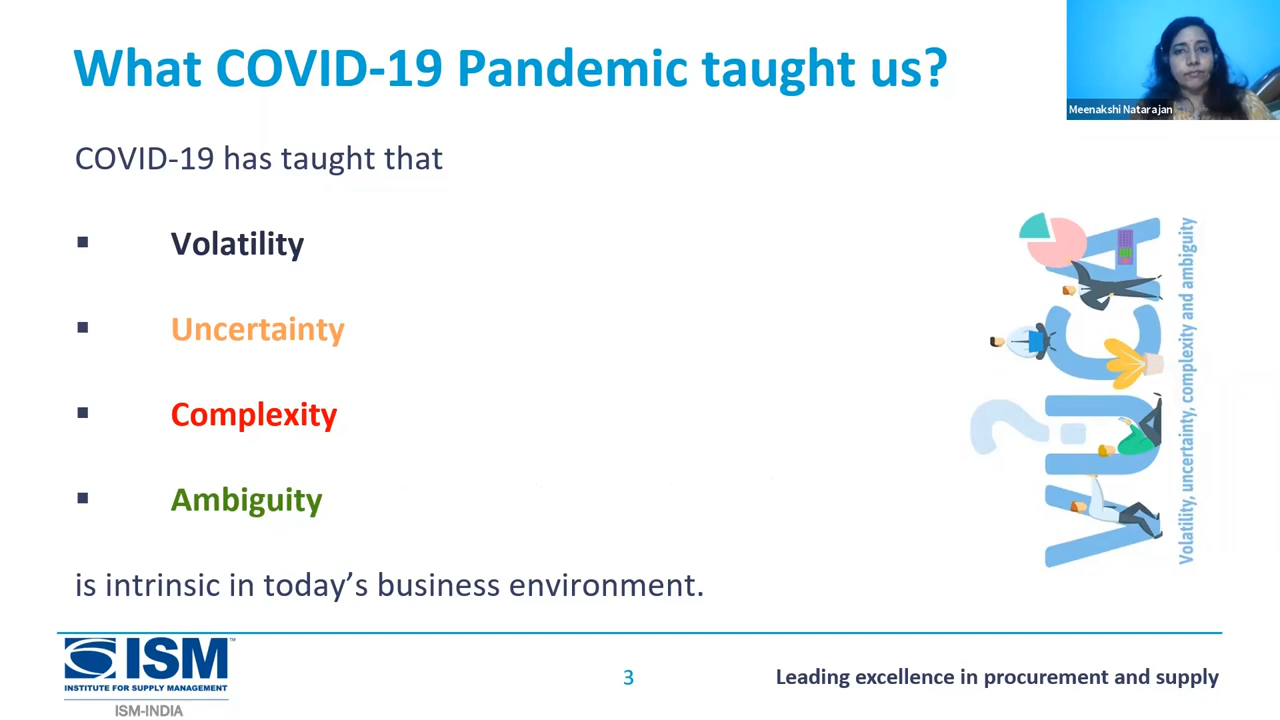 What COVID-19 Pandemic taught us?
Meenakshi Natarajan
COVID-19 has taught that
▪ Volatility
▪ Uncertainty
▪ Complexity
▪ Ambiguity
is intrinsic in today’s business environment.
VUCA
?
Volatility, uncertainty, complexity and ambiguity
ISM™
INSTITUTE FOR SUPPLY MANAGEMENT
ISM-INDIA
3
Leading excellence in procurement and supply